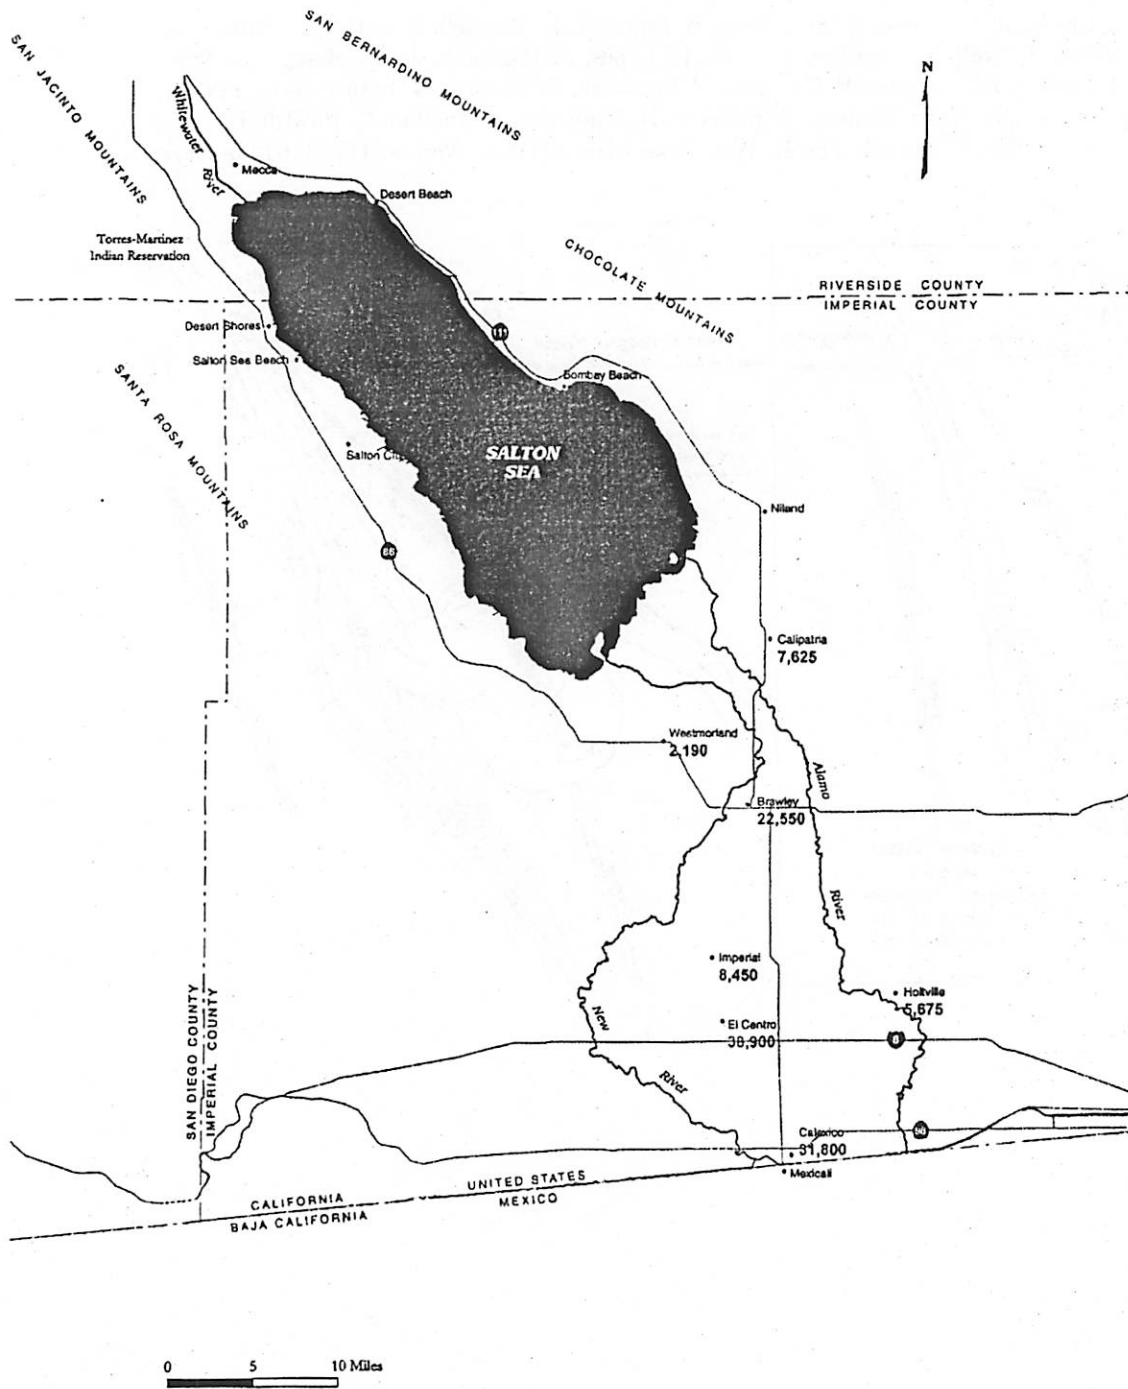 SAN BERNARDINO MOUNTAINS
SAN JACINTO MOUNTAINS
N
Whitewater
River
Mecca
Desert Beach
Torres-Martinez
Indian Reservation
CHOCOLATE MOUNTAINS
RIVERSIDE COUNTY
IMPERIAL COUNTY
Desert Shores
111
Salton Sea Beach
Bombay Beach
SANTA ROSA MOUNTAINS
Salton City
SALTON
SEA
Niland
86
Calipatria
7,625
Westmorland
2,190
Alamo
River
Brawley
22,550
Imperial
8,450
Holtville
5,675
New
River
El Centro
38,900
8
SAN DIEGO COUNTY
IMPERIAL COUNTY
98
Calexico
31,800
Mexicali
UNITED STATES
MEXICO
CALIFORNIA
BAJA CALIFORNIA
0 5 10 Miles